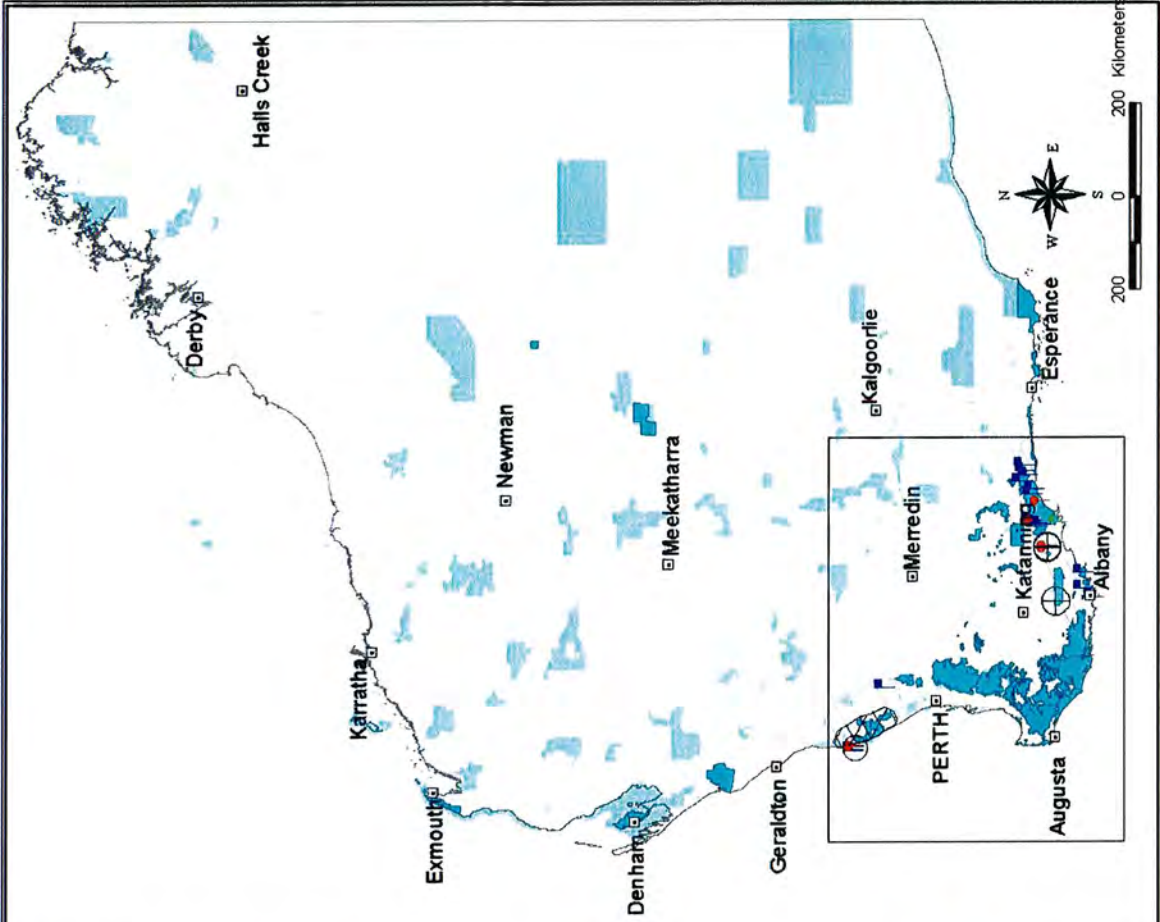 Halls Creek
Derby
Newman
Karratha
Exmouth
Meekatharra
Denham
Kalgoorlie
Geraldton
Merredin
Esperance
PERTH
Katanning
Albany
Augusta
N
W
E
S
200 0 200 Kilometers